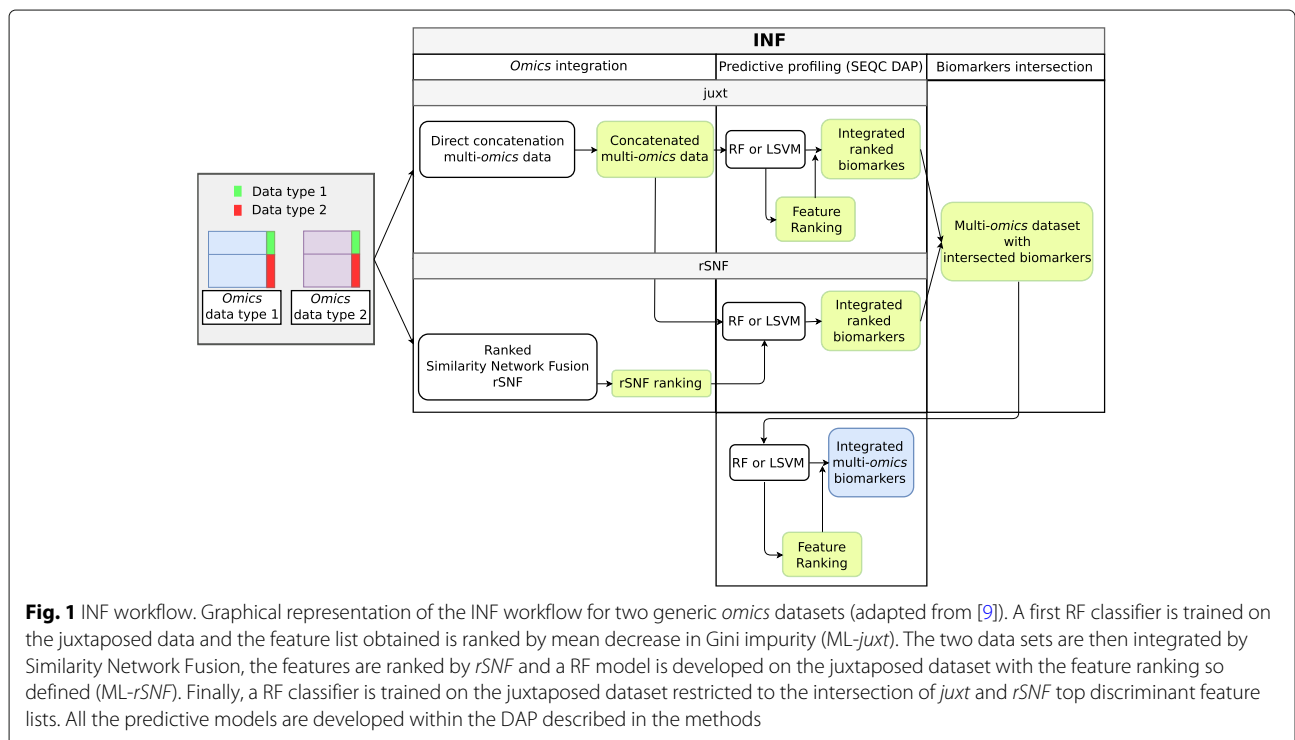 INF
Omics integration
Predictive profiling (SEQC DAP)
Biomarkers intersection
juxt
Data type 1
Data type 2
Omics
data type 1
Omics
data type 2
Direct concatenation
multi-omics data
Concatenated
multi-omics data
RF or LSVM
Integrated
ranked
biomarkes
Feature
Ranking
Multi-omics dataset
with
intersected biomarkers
rSNF
Ranked
Similarity Network Fusion
rSNF
rSNF ranking
RF or LSVM
Integrated
ranked
biomarkers
RF or LSVM
Integrated
multi-omics
biomarkers
Feature
Ranking
Fig. 1 INF workflow. Graphical representation of the INF workflow for two generic omics datasets (adapted from [9]). A first RF classifier is trained on
the juxtaposed data and the feature list obtained is ranked by mean decrease in Gini impurity (ML-juxt). The two data sets are then integrated by
Similarity Network Fusion, the features are ranked by rSNF and a RF model is developed on the juxtaposed dataset with the feature ranking so
defined (ML-rSNF). Finally, a RF classifier is trained on the juxtaposed dataset restricted to the intersection of juxt and rSNF top discriminant feature
lists. All the predictive models are developed within the DAP described in the methods